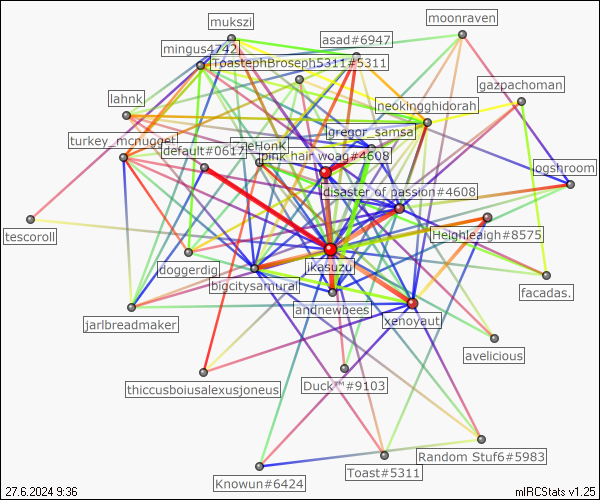 mukszi
moonraven
asad#6947
mingus4742
ToastephBroseph5311#5311
gazpachoman
lahnk
neokingghidorah
gregor_samsa
turkey_mcnugget
default#0617
pink hair woag#4608
ogshroom
disaster of passion#4608
tescoroll
Heighleaigh#8575
doggerdig
jkasuzu
bigcitysamurai
facadas.
andnewbees
jarlbreadmaker
xenoyaut
avelicious
thiccusboiusalexusjoneus
Duck™#9103
Random Stuf6#5983
Toast#5311
Knowun#6424
27.6.2024 9:36
mIRCStats v1.25